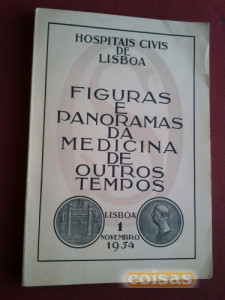 HOSPITAIS CIVIS
DE
LISBOA
FIGURAS
E
PANORAMAS
DA
MEDICINA
DE
OUTROS
TEMPOS
LISBOA
1
NOVEMBRO
1954
coisas